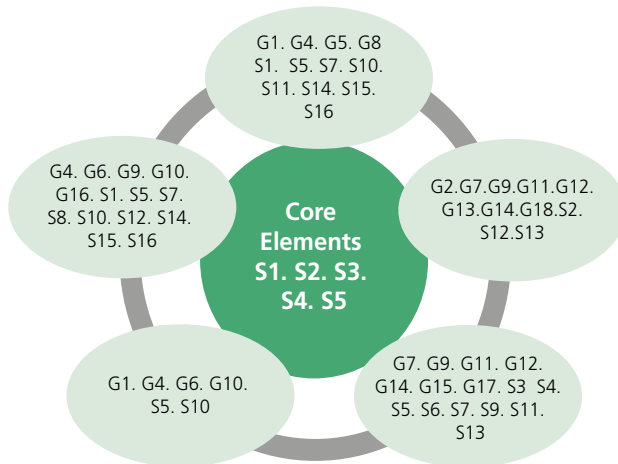 G1. G4. G5. G8
S1. S5. S7. S10.
S11. S14. S15.
S16
G4. G6. G9. G10.
G16. S1. S5. S7.
S8. S10. S12. S14.
S15. S16
G2.G7.G9.G11.G12.
G13.G14.G18.S2.
S12.S13
Core
Elements
S1. S2. S3.
S4. S5
G1. G4. G6. G10.
S5. S10
G7. G9. G11. G12.
G14. G15. G17. S3 S4.
S5. S6. S7. S9. S11.
S13